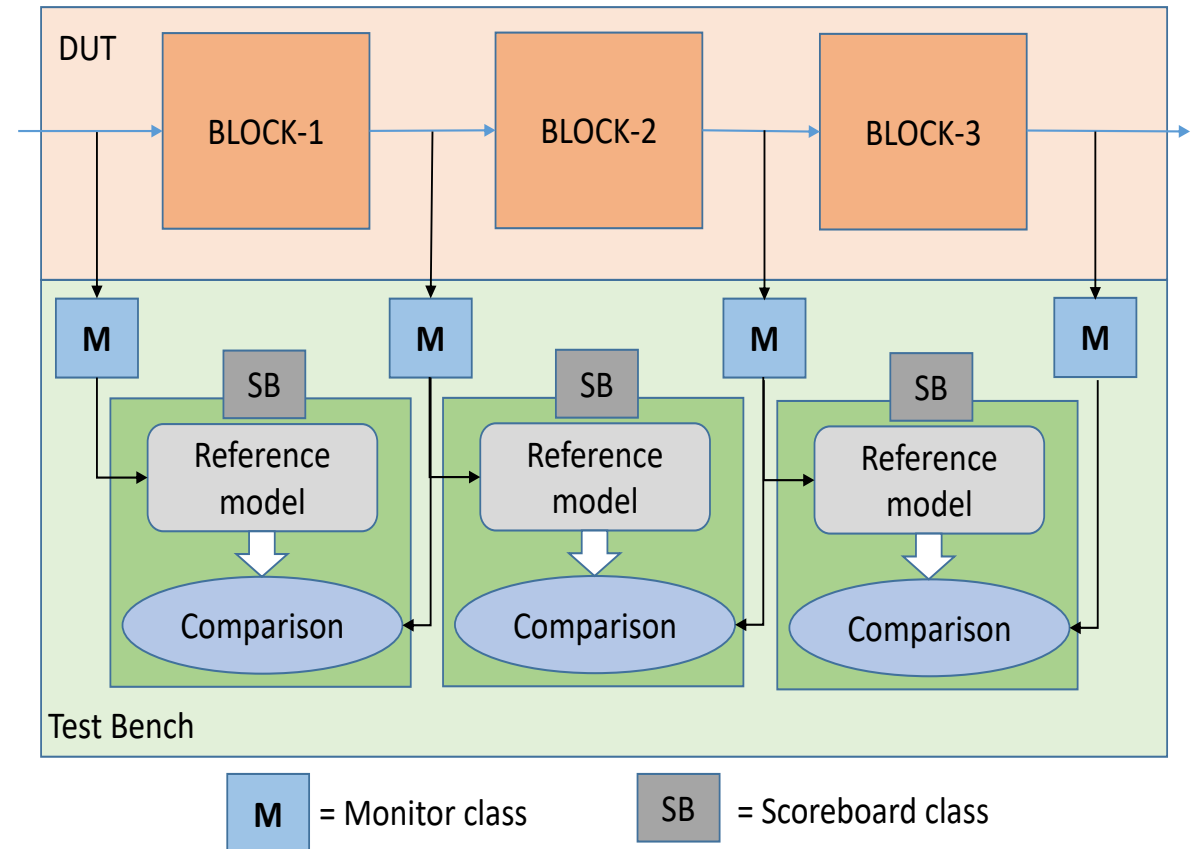 DUT
BLOCK-1
BLOCK-2
BLOCK-3
M
M
M
M
SB
SB
SB
Reference
model
Reference
model
Reference
model
Comparison
Comparison
Comparison
Test Bench
M
= Monitor class
SB
= Scoreboard class